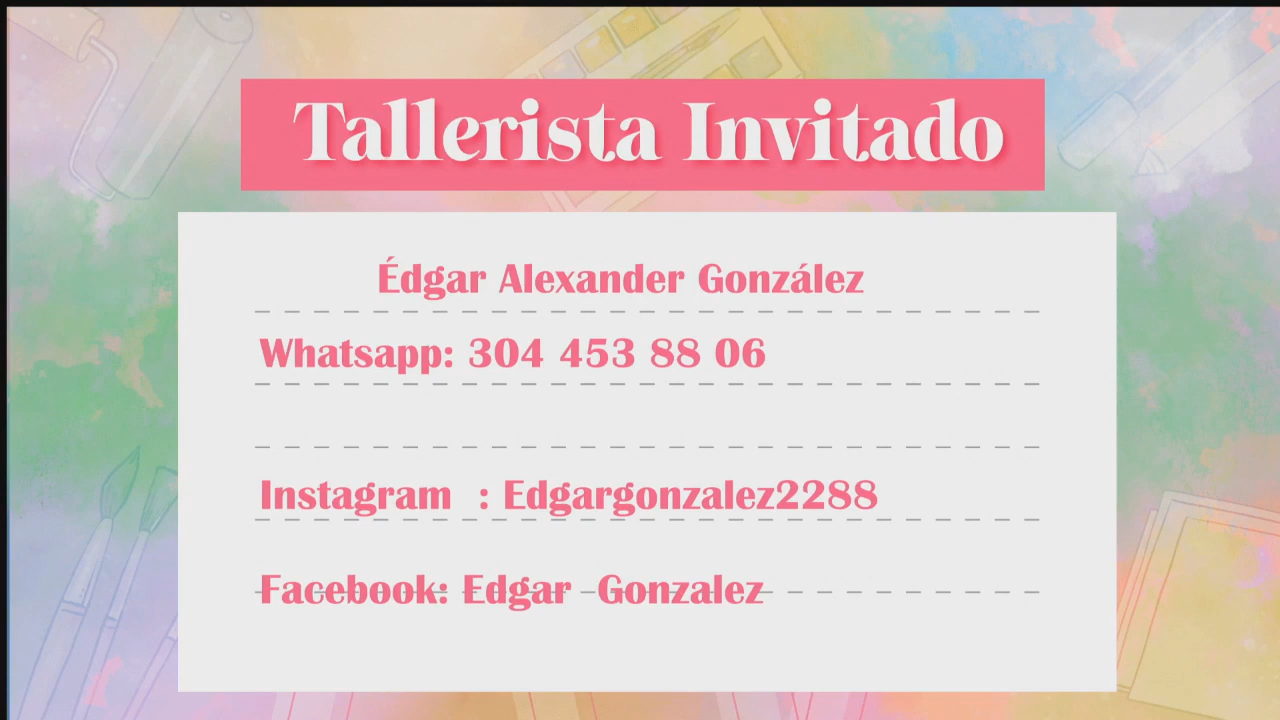 Tallerista Invitado
Édgar Alexander González
Whatsapp: 304 453 88 06
Instagram : Edgargonzalez2288
Facebook: Edgar Gonzalez